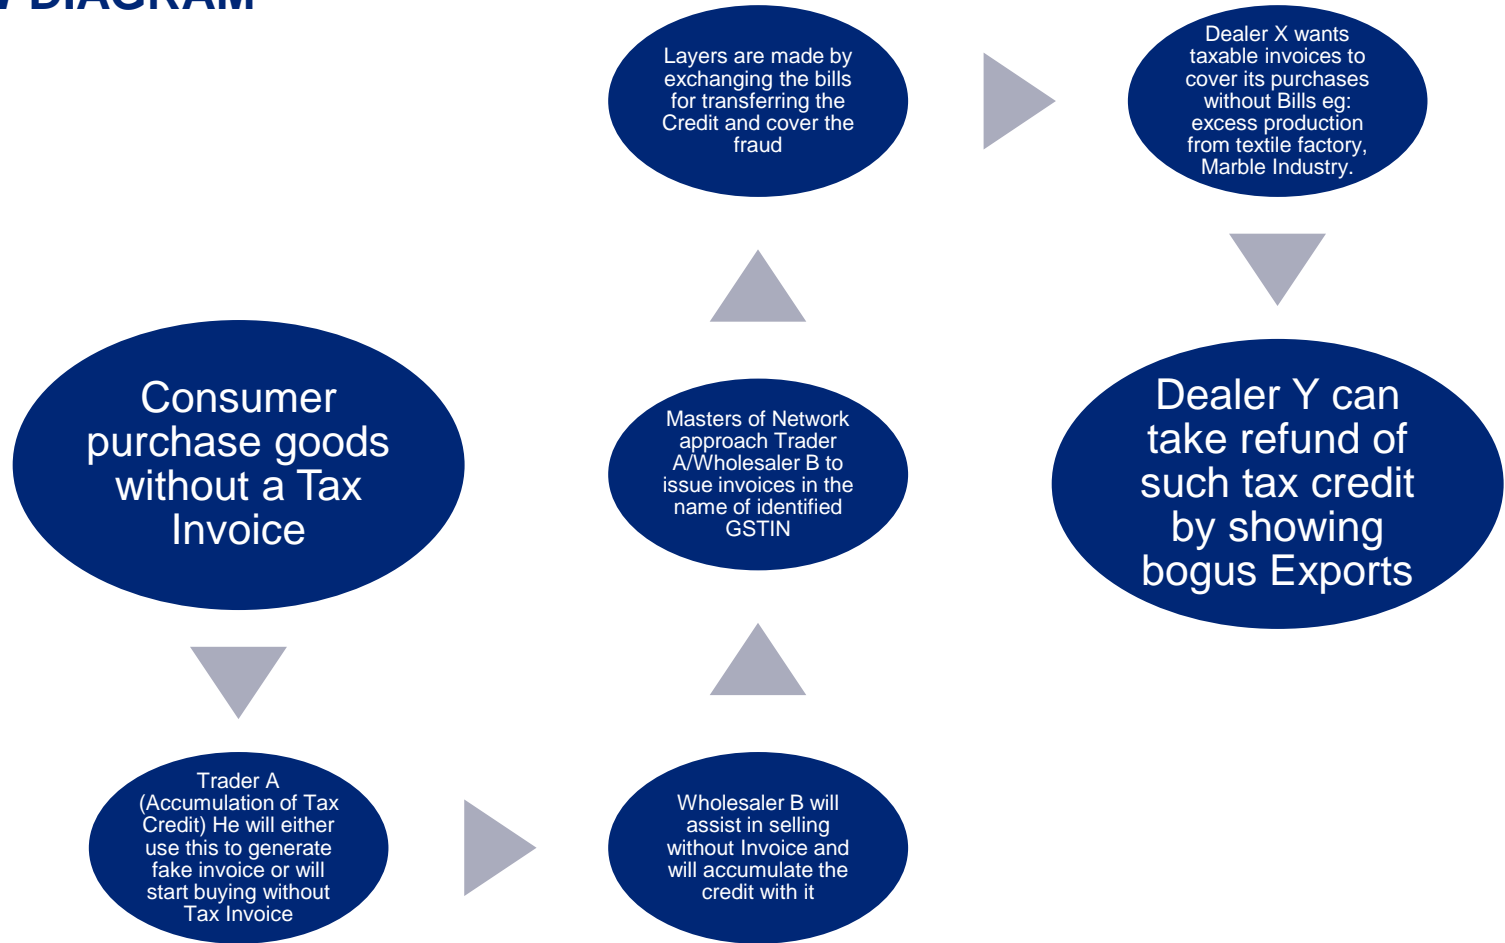 DIAGRAM
Consumer
purchase goods
without a Tax
Invoice
Trader A
(Accumulation of Tax
Credit) He will either
use this to generate
fake invoice or will
start buying without
Tax Invoice
Wholesaler B will
assist in selling
without Invoice and
will accumulate the
credit with it
Masters of Network
approach Trader
A/Wholesaler B to
issue invoices in the
name of identified
GSTIN
Layers are made by
exchanging the bills
for transferring the
Credit and cover the
fraud
Dealer X wants
taxable invoices to
cover its purchases
without Bills eg:
excess production
from textile factory,
Marble Industry.
Dealer Y can
take refund of
such tax credit
by showing
bogus Exports